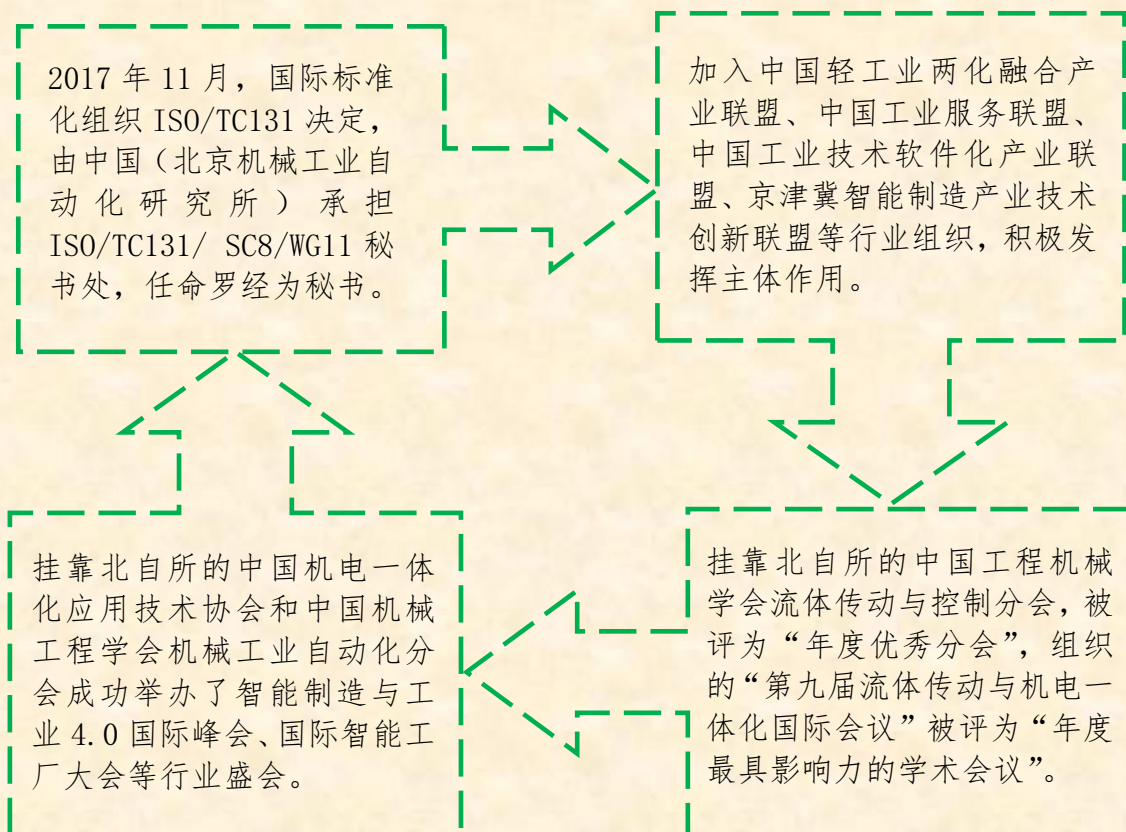 2017 年 11 月，国际标准
化组织 ISO/TC131 决定，
由中国（北京机械工业自
动化研究所）承担
ISO/TC131/ SC8/WG11 秘
书处，任命罗经为秘书。
加入中国轻工业两化融合产
业联盟、中国工业服务联盟、
中国工业技术软件化产业联
盟、京津冀智能制造产业技术
创新联盟等行业组织，积极发
挥主体作用。
挂靠北自所的中国工程机械
学会流体传动与控制分会，被
评为“年度优秀分会”，组织
的“第九届流体传动与机电一
体化国际会议”被评为“年度
最具影响力的学术会议”。
挂靠北自所的中国机电一体
化应用技术协会和中国机械
工程学会机械工业自动化分
会成功举办了智能制造与工
业 4.0 国际峰会、国际智能工
厂大会等行业盛会。